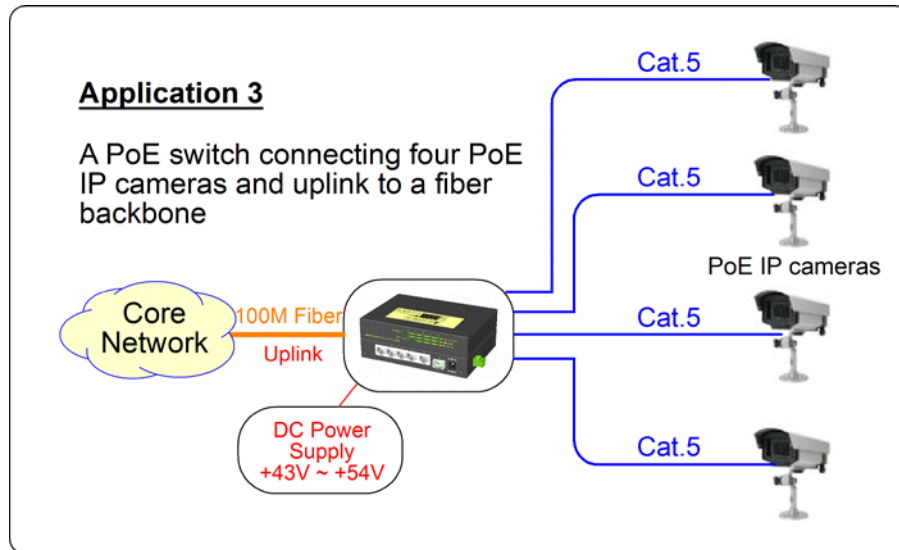 Application 3
A PoE switch connecting four PoE
IP cameras and uplink to a fiber
backbone
Cat.5
Cat.5
PoE IP cameras
Cat.5
Cat.5
Core
Network
100M Fiber
Uplink
DC Power
Supply
+43V ~ +54V